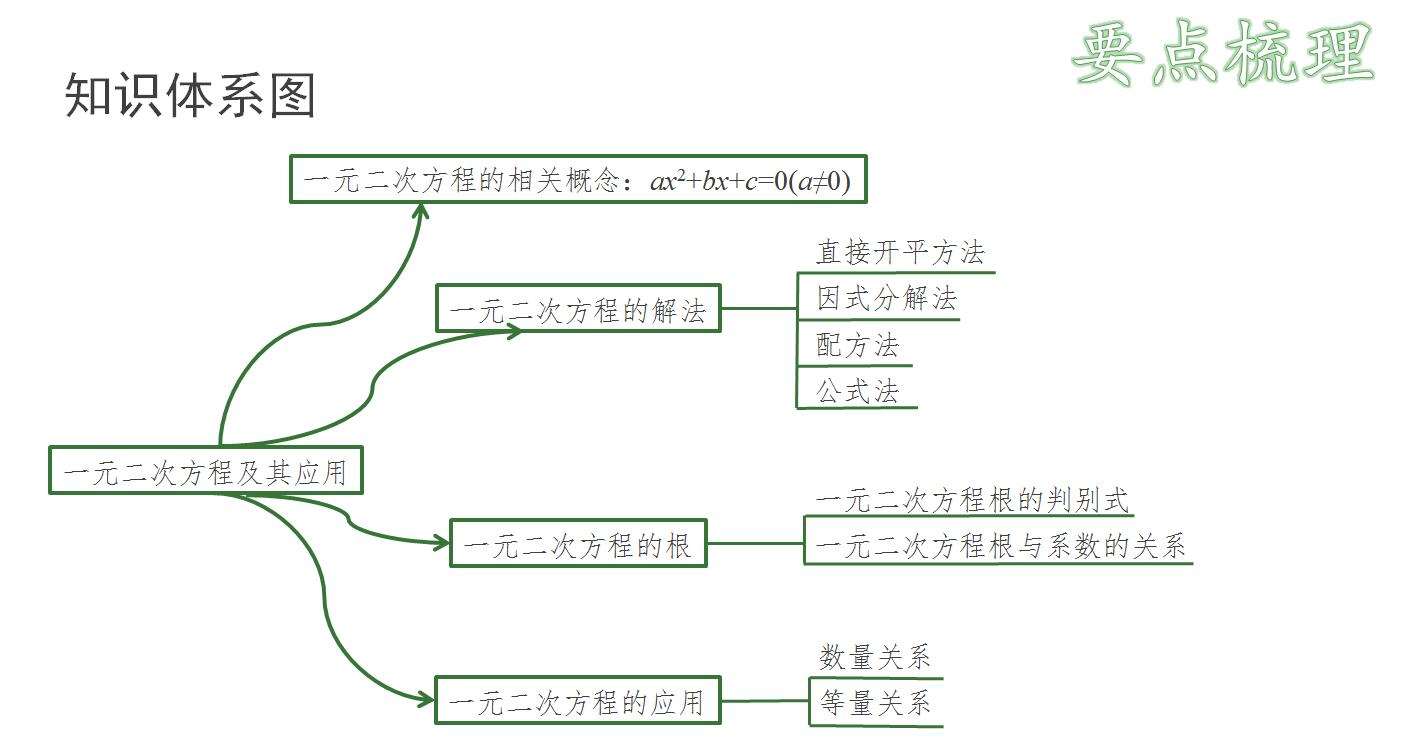 要点梳理
知识体系图
一元二次方程的相关概念：ax²+bx+c=0(a≠0)
一元二次方程的解法
直接开平方法
因式分解法
配方法
公式法
一元二次方程及其应用
一元二次方程的根
一元二次方程根的判别式
一元二次方程根与系数的关系
一元二次方程的应用
数量关系
等量关系